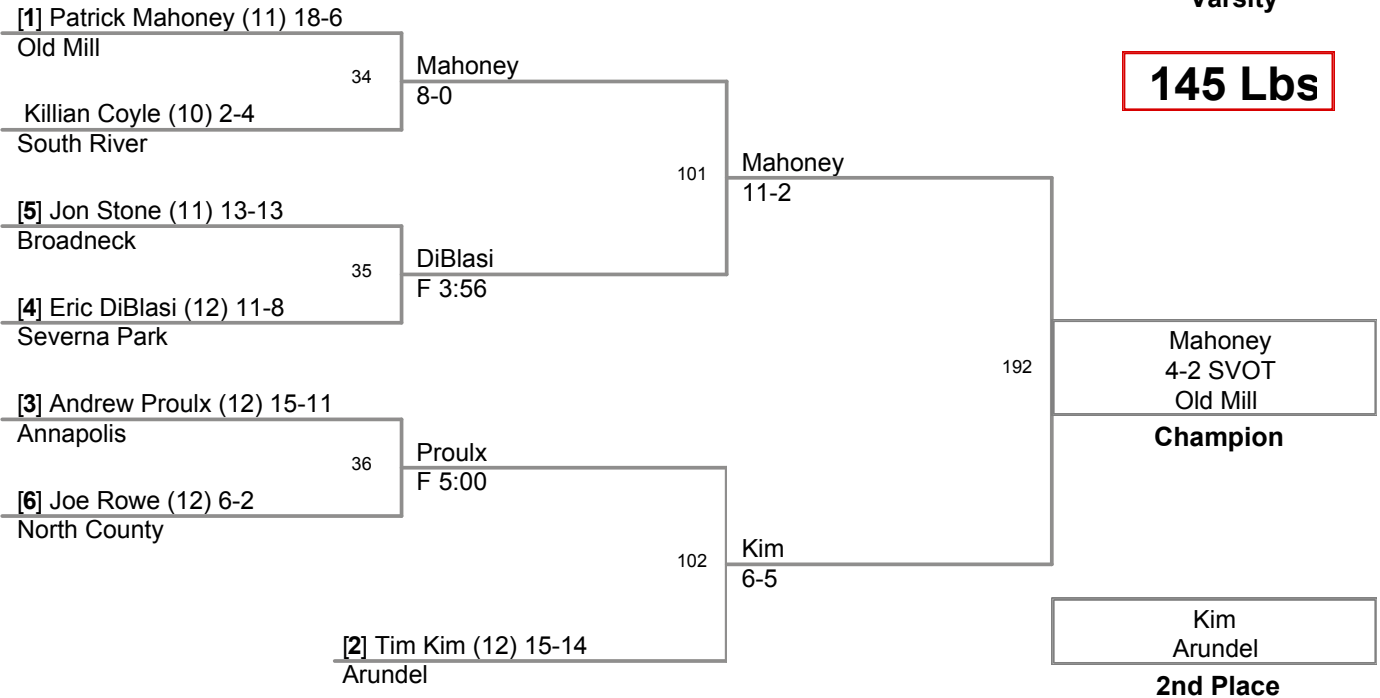 Varsity
145 Lbs
[1] Patrick Mahoney (11) 18-6
Old Mill
34
Killian Coyle (10) 2-4
South River
Mahoney
8-0
[5] Jon Stone (11) 13-13
Broadneck
35
[4] Eric DiBlasi (12) 11-8
Severna Park
DiBlasi
F 3:56
101
Mahoney
11-2
[3] Andrew Proulx (12) 15-11
Annapolis
36
[6] Joe Rowe (12) 6-2
North County
Proulx
F 5:00
102
[2] Tim Kim (12) 15-14
Arundel
Kim
6-5
192
Mahoney
4-2 SVOT
Old Mill
Champion
Kim
Arundel
2nd Place